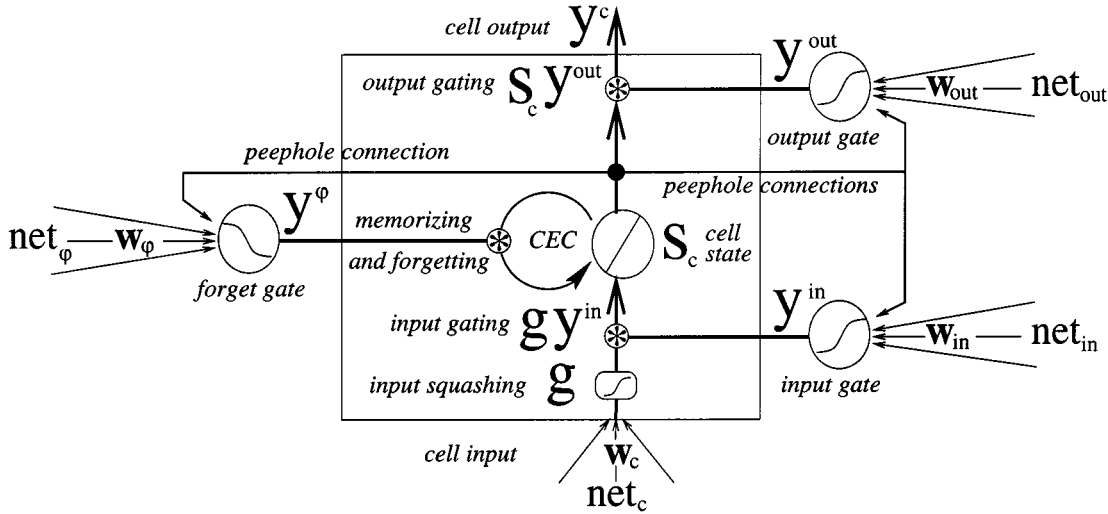 cell output y^c
output gating S_c y^out
y^out
w_out net_out
output gate
peephole connection
peephole connections
y^φ
memorizing
net_φ w_φ
CEC
S_c cell
state
and forgetting
forget gate
input gating g y^in
y^in
w_in net_in
input squashing g
input gate
cell input w_c
net_c